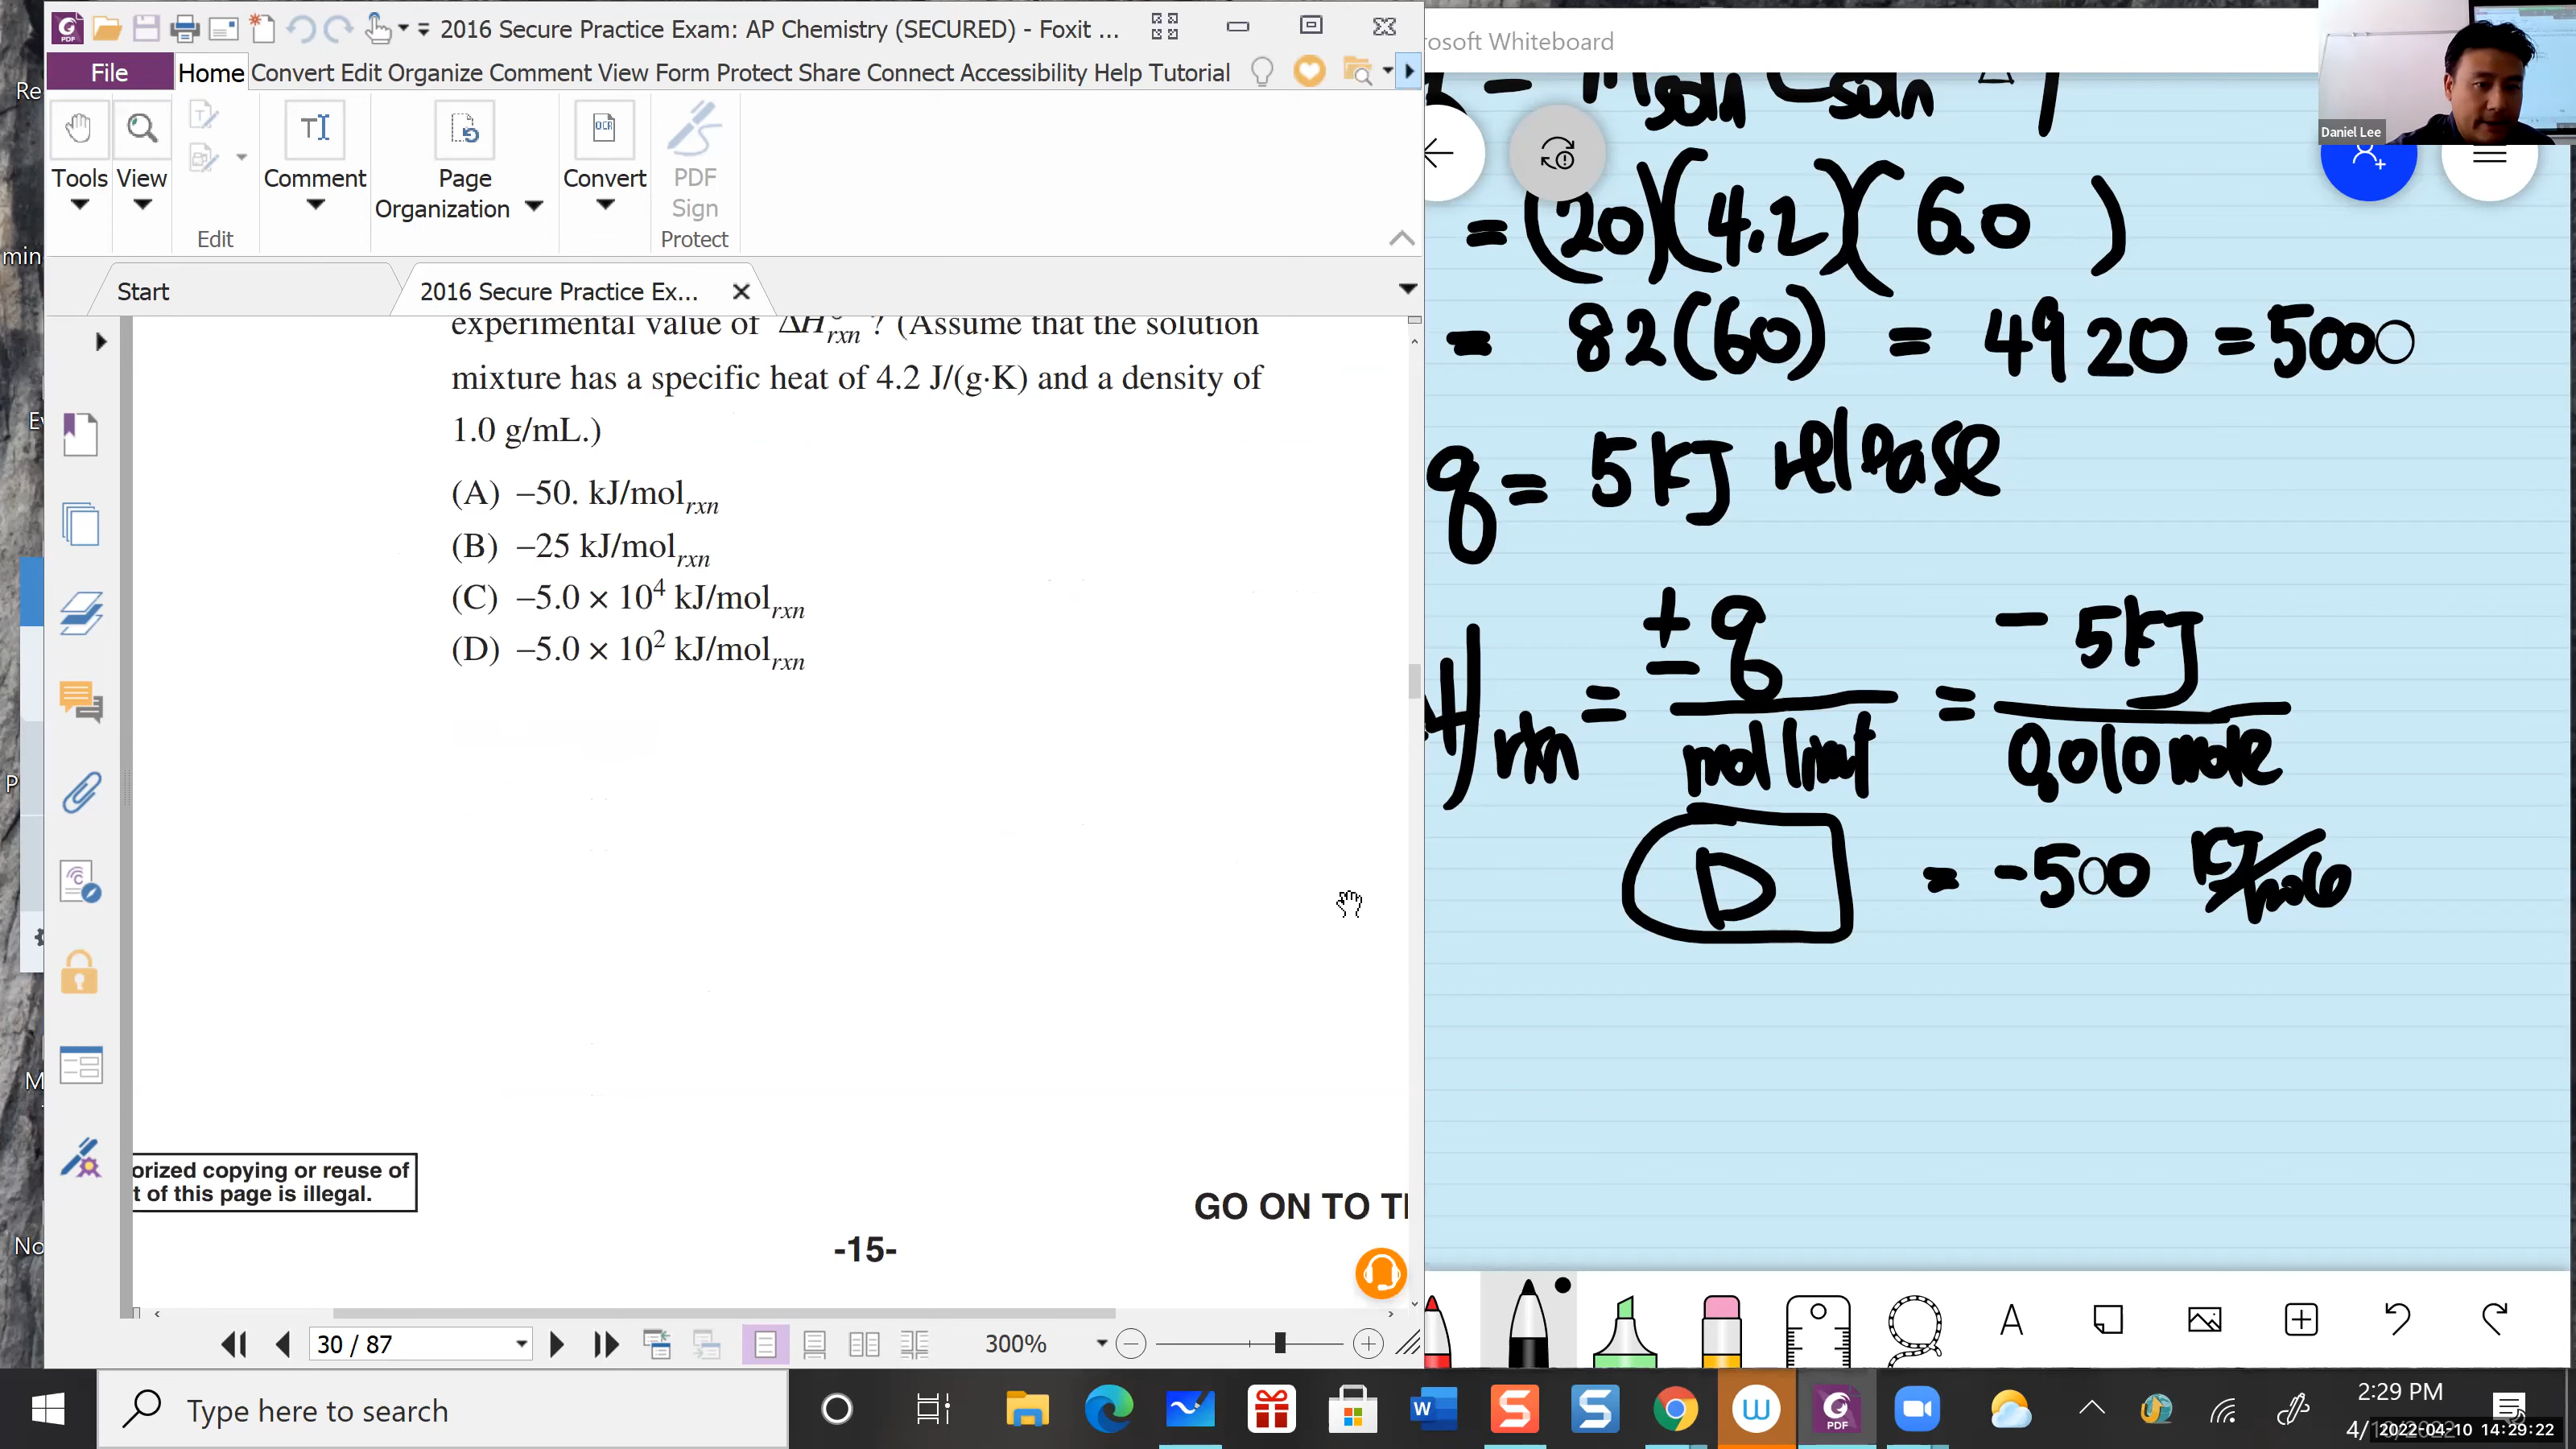 2016 Secure Practice Exam: AP Chemistry (SECURED) - Foxit ...
File Home Convert Edit Organize Comment View Form Protect Share Connect Accessibility Help Tutorial
Tools
View
Edit
Comment
Page
Organization
Convert
PDF
Sign
Protect
Start
2016 Secure Practice Ex...
experimental value of ΔH°rxn ? (Assume that the solution
mixture has a specific heat of 4.2 J/(g·K) and a density of
1.0 g/mL.)
(A) −50. kJ/molrxn
(B) −25 kJ/molrxn
(C) −5.0 × 10⁴ kJ/molrxn
(D) −5.0 × 10² kJ/molrxn
orized copying or reuse of
t of this page is illegal.
GO ON TO T
-15-
30 / 87
300%
rosoft Whiteboard
Daniel Lee
= (20)(4.2)(60)
= 82(60) = 4920 = 5000
q = 5 kJ release
rxn = ± q / mol limit = - 5 kJ / 0.010 mole
D = -500 kJ/mole
Type here to search
2:29 PM
2022-04-10 14:29:22